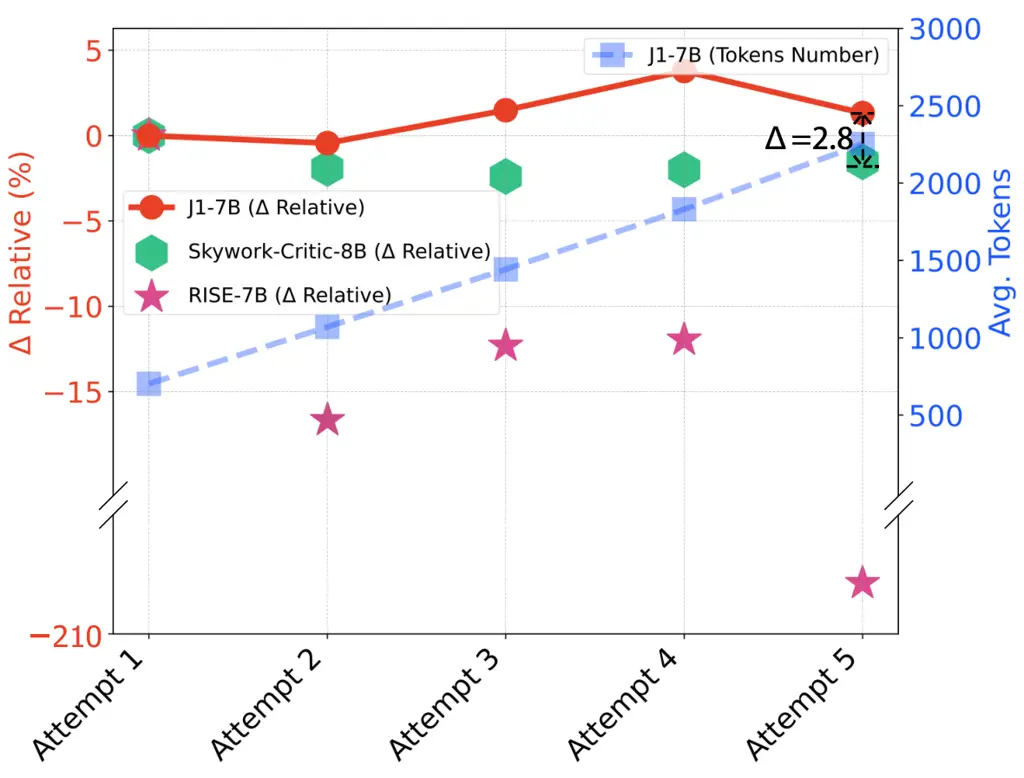 5
0
−5
−10
−15
−210
Δ Relative (%)
J1-7B (Tokens Number)
Δ=2.8
J1-7B (Δ Relative)
Skywork-Critic-8B (Δ Relative)
RISE-7B (Δ Relative)
3000
2500
2000
1500
1000
500
Avg. Tokens
Attempt 1
Attempt 2
Attempt 3
Attempt 4
Attempt 5